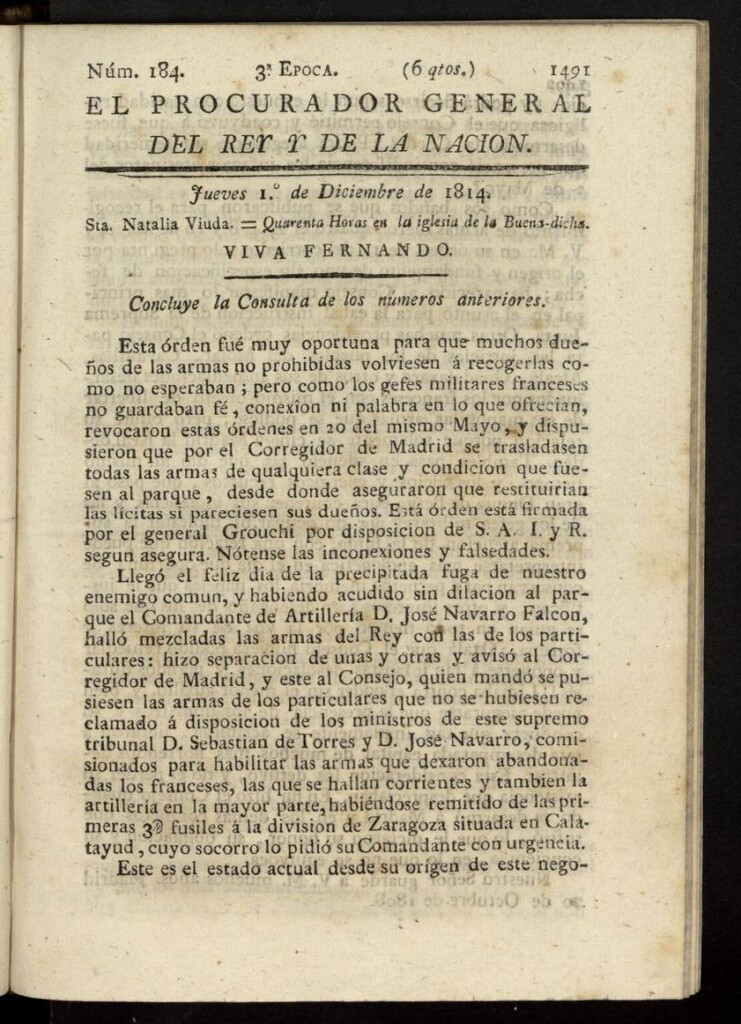 Núm. 184. 3ª Epoca. (6 qtos.) 1491
EL PROCURADOR GENERAL
DEL REY Y DE LA NACION.
Jueves 1.º de Diciembre de 1814.
Sta. Natalia Viuda. = Quarenta Horas en la iglesia de la Buena-dicha.
VIVA FERNANDO.
Concluye la Consulta de los números anteriores.
Esta órden fué muy oportuna para que muchos due-
ños de las armas no prohibidas volviesen á recogerlas co-
mo no esperaban ; pero como los gefes militares franceses
no guardaban fé, conexîon ni palabra en lo que ofrecian,
revocaron estas órdenes en 20 del mismo Mayo, y dispu-
sieron que por el Corregidor de Madrid se trasladasen
todas las armas de qualquiera clase y condicion que fue-
sen al parque, desde donde aseguraron que restituirian
las lícitas si pareciesen sus dueños. Está órden está firmada
por el general Grouchi por disposicion de S. A. I. y R.
segun asegura. Nótense las inconexîones y falsedades.
Llegó el feliz dia de la precipitada fuga de nuestro
enemigo comun, y habiendo acudido sin dilacion al par-
que el Comandante de Artillería D. José Navarro Falcon,
halló mezcladas las armas del Rey con las de los parti-
culares: hizo separacion de unas y otras y avisó al Cor-
regidor de Madrid, y este al Consejo, quien mandó se pu-
siesen las armas de los particulares que no se hubiesen re-
clamado á disposicion de los ministros de este supremo
tribunal D. Sebastian de Torres y D. José Navarro, comi-
sionados para habilitar las armas que dexaron abandona-
das los franceses, las que se hallan corrientes y tambien la
artillería en la mayor parte, habiéndose remitido de las pri-
meras 3@ fusiles á la division de Zaragoza situada en Cala-
tayud, cuyo socorro lo pidió su Comandante con urgencia.
Este es el estado actual desde su orígen de este nego-